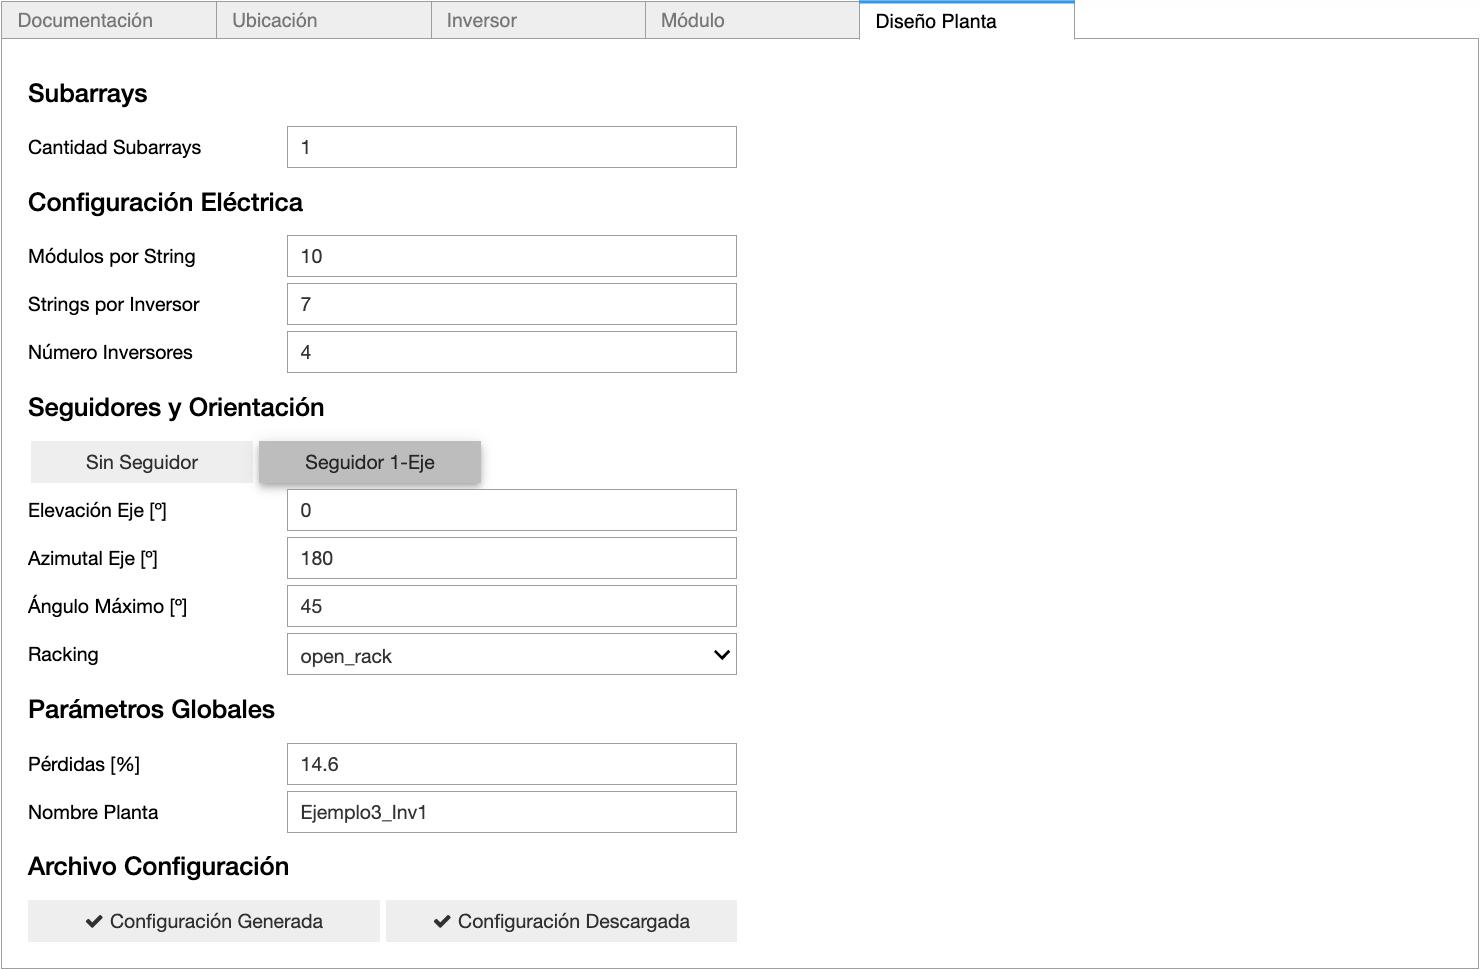 Documentación Ubicación Inversor Módulo Diseño Planta
Subarrays
Cantidad Subarrays 1
Configuración Eléctrica
Módulos por String 10
Strings por Inversor 7
Número Inversores 4
Seguidores y Orientación
Sin Seguidor Seguidor 1-Eje
Elevación Eje [º] 0
Azimutal Eje [º] 180
Ángulo Máximo [º] 45
Racking open_rack
Parámetros Globales
Pérdidas [%] 14.6
Nombre Planta Ejemplo3_Inv1
Archivo Configuración
✔ Configuración Generada ✔ Configuración Descargada